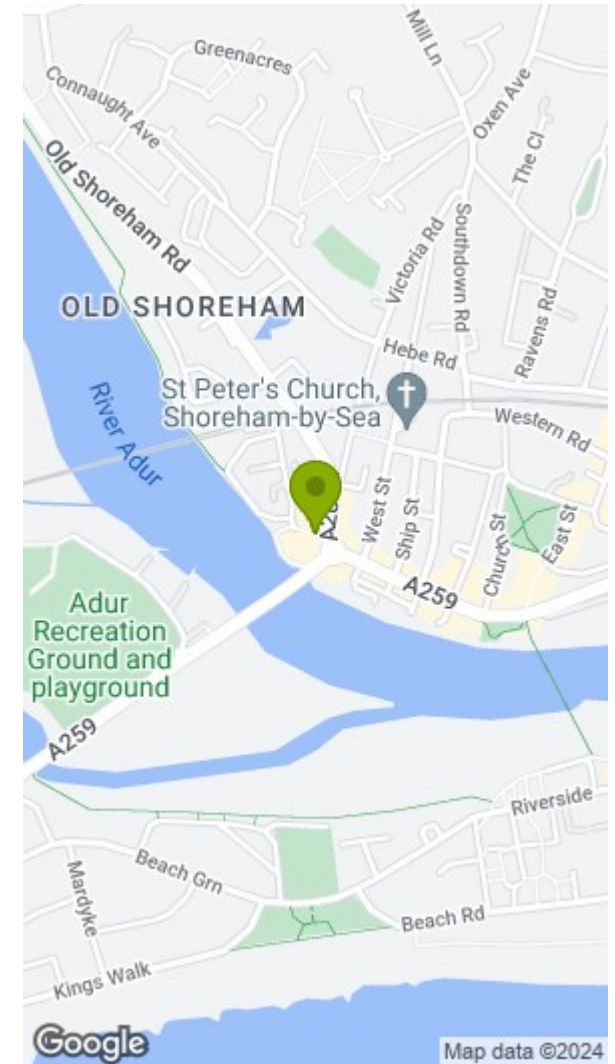 Greenacres
Mill Ln
Oxen Ave
Connaught Ave
The Cl
Old Shoreham Rd
Victoria Rd
Southdown Rd
Ravens Rd
OLD SHOREHAM
Hebe Rd
River Adur
St Peter's Church,
Shoreham-by-Sea
Western Rd
West St
Ship St
Church St
East St
A259
Adur
Recreation
Ground and
playground
A259
Riverside
Beach Grn
Mardyke
Beach Rd
Kings Walk
Google
Map data ©2024